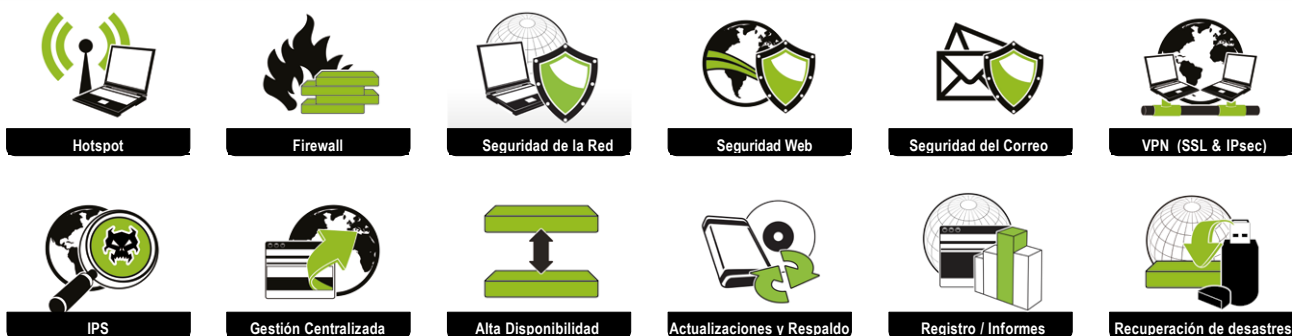 Hotspot
Firewall
Seguridad de la Red
Seguridad Web
Seguridad del Correo
VPN (SSL & IPsec)
IPS
Gestión Centralizada
Alta Disponibilidad
Actualizaciones y Respaldo
Registro / Informes
Recuperación de desastres